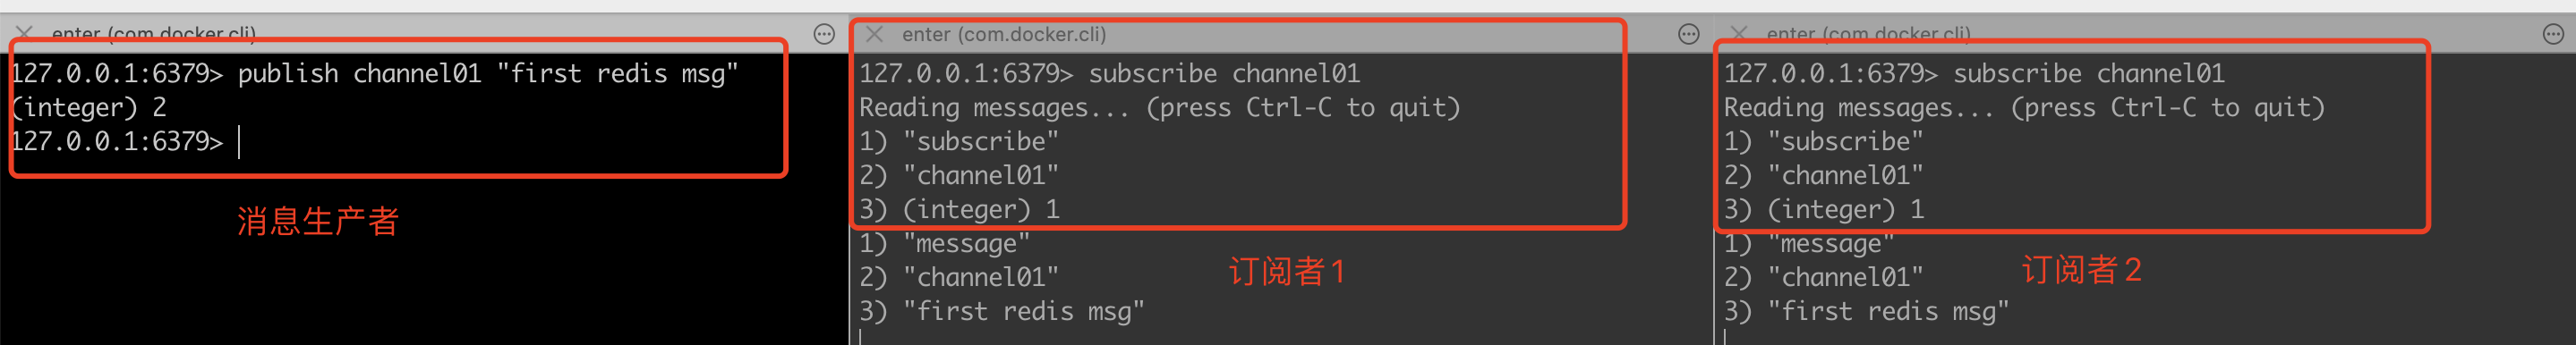 enter (com.docker.cli)
127.0.0.1:6379> publish channel01 "first redis msg"
(integer) 2
127.0.0.1:6379>
消息生产者
enter (com.docker.cli)
127.0.0.1:6379> subscribe channel01
Reading messages... (press Ctrl-C to quit)
1) "subscribe"
2) "channel01"
3) (integer) 1
1) "message"
2) "channel01"
3) "first redis msg"
订阅者1
enter (com.docker.cli)
127.0.0.1:6379> subscribe channel01
Reading messages... (press Ctrl-C to quit)
1) "subscribe"
2) "channel01"
3) (integer) 1
1) "message"
2) "channel01"
3) "first redis msg"
订阅者2